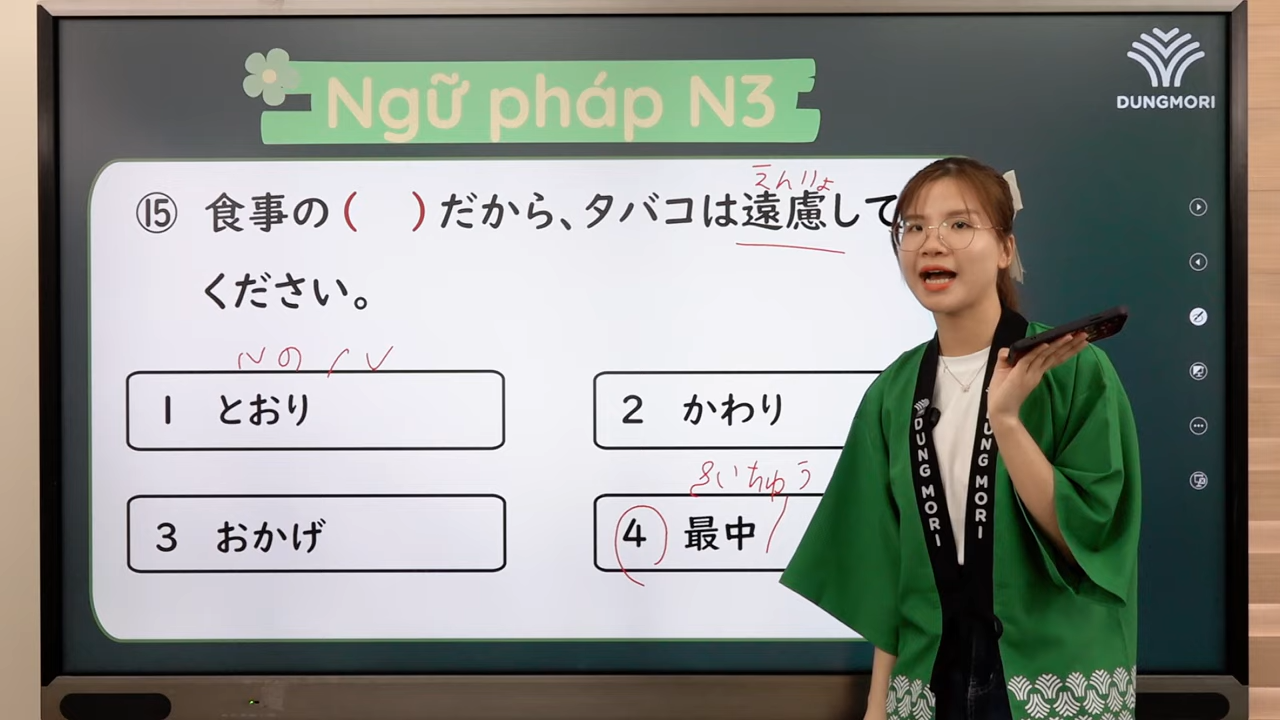 DUNGMORI
Ngữ pháp N3
えんりょ
⑮ 食事の( )だから、タバコは遠慮して
ください。
Nの / V
1 とおり
2 かわり
さいちゅう
3 おかげ
4 最中
DUNG MORI
DUNG MORI